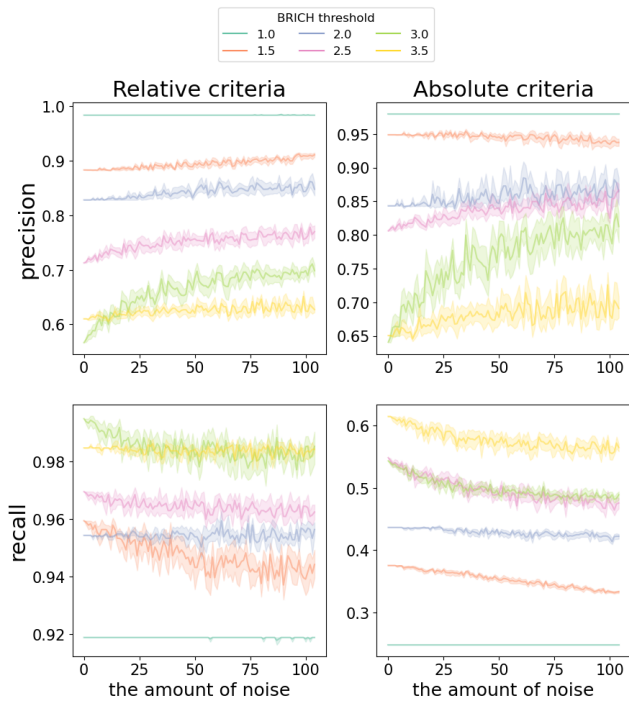 BRICH threshold
1.0 2.0 3.0
1.5 2.5 3.5
Relative criteria Absolute criteria
precision
1.0
0.9
0.8
0.7
0.6
0 25 50 75 100
0.95
0.90
0.85
0.80
0.75
0.70
0.65
0 25 50 75 100
recall
0.98
0.96
0.94
0.92
0 25 50 75 100
the amount of noise
0.6
0.5
0.4
0.3
0 25 50 75 100
the amount of noise